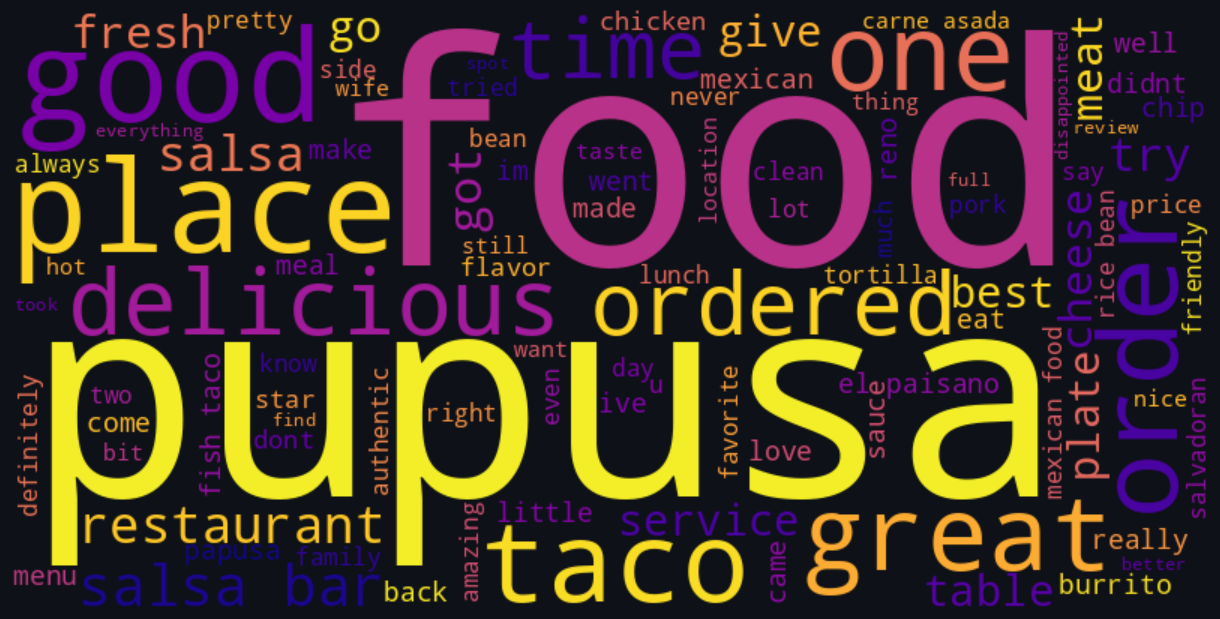 fresh
pretty
go
chicken
give
carne asada
good
food
time
one
meat
well
side
wife
spot
tried
mexican
never
thing
disappointed
didnt
chip
review
everything
always
salsa
make
bean
im
got
taste
went
made
location
clean
lot
much
reno
full
pork
say
try
place
hot
still
flavor
cheese
rice bean
price
friendly
order
took
delicious
meal
lunch
tortilla
ordered
best
eat
pupusa
want
definitely
two
come
bit
fish taco
know
star
find
dont
authentic
right
even
day
u
ive
favorite
love
sauce
el paisano
mexican food
plate
nice
salvadoran
restaurant
papusa
family
menu
salsa bar
back
amazing
little
taco
service
came
great
table
really
better
burrito